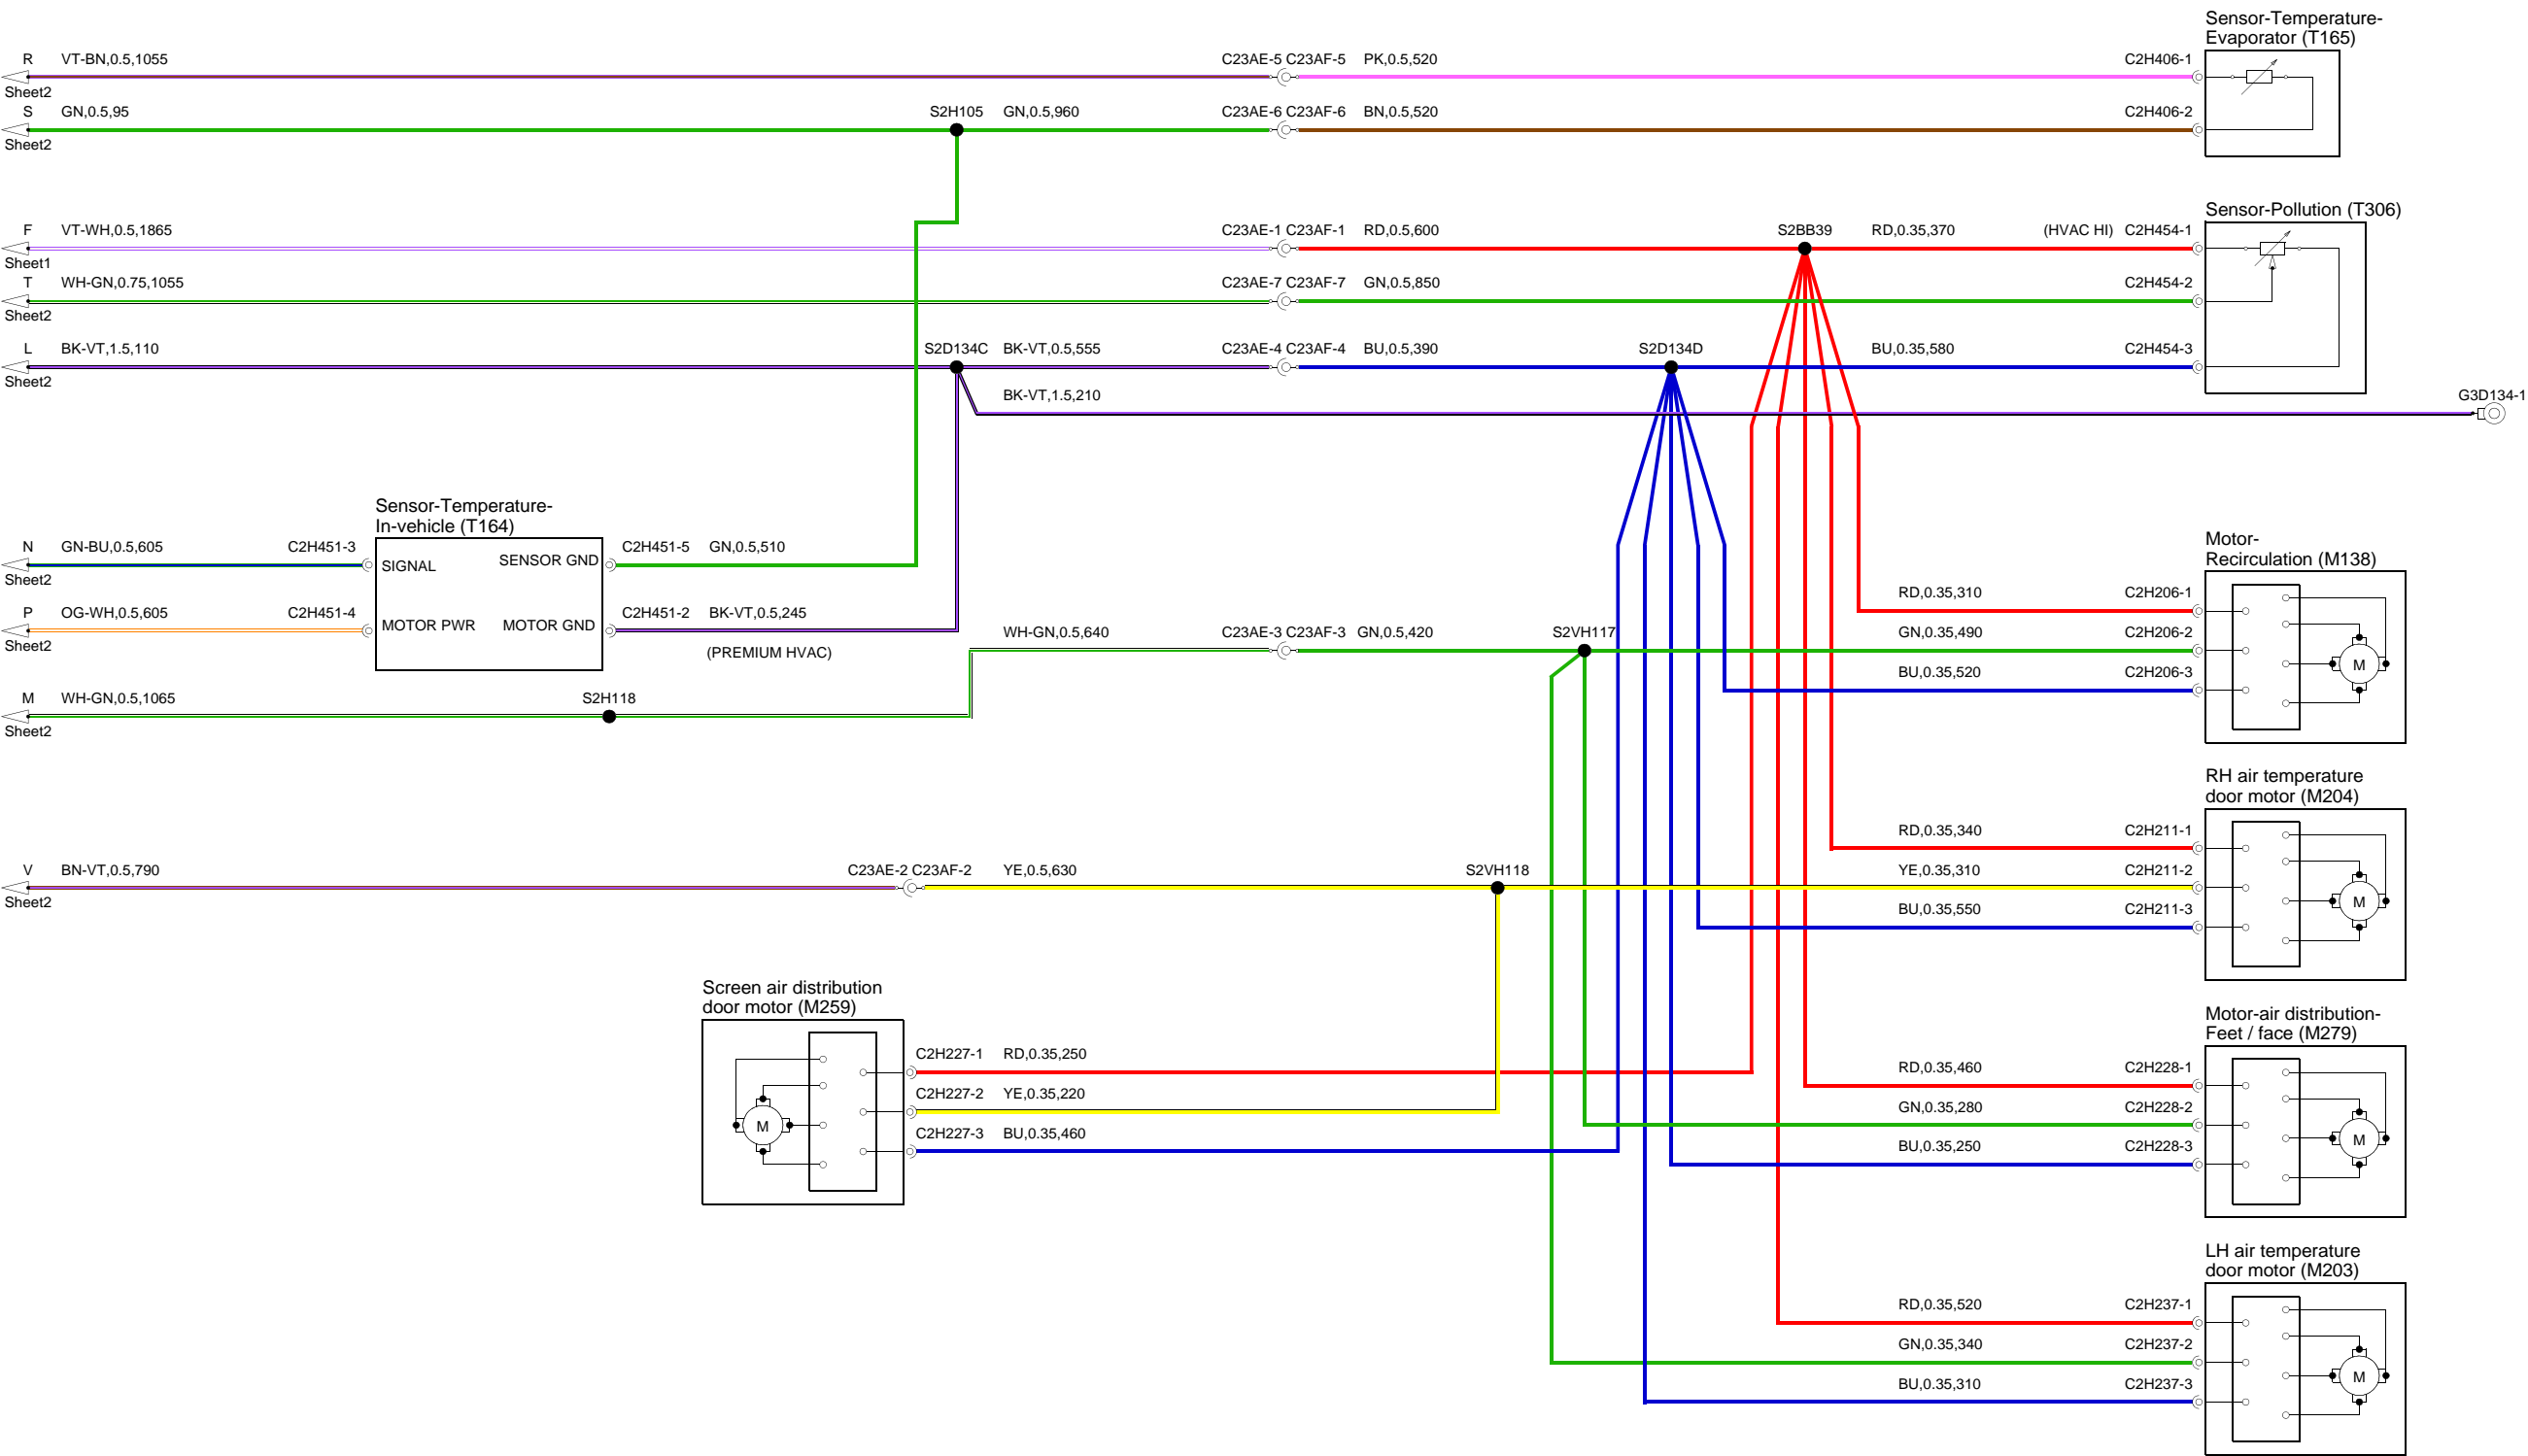 Sensor-Temperature-
Evaporator (T165)
R VT-BN,0.5,1055 C23AE-5 C23AF-5 PK,0.5,520 C2H406-1
Sheet2
S GN,0.5,95 S2H105 GN,0.5,960 C23AE-6 C23AF-6 BN,0.5,520 C2H406-2
Sheet2
Sensor-Pollution (T306)
F VT-WH,0.5,1865 C23AE-1 C23AF-1 RD,0.5,600 S2BB39 RD,0.35,370 (HVAC HI) C2H454-1
Sheet1
T WH-GN,0.75,1055 C23AE-7 C23AF-7 GN,0.5,850 C2H454-2
Sheet2
L BK-VT,1.5,110 S2D134C BK-VT,0.5,555 C23AE-4 C23AF-4 BU,0.5,390 S2D134D BU,0.35,580 C2H454-3
Sheet2
BK-VT,1.5,210 G3D134-1
Sensor-Temperature-
In-vehicle (T164)
N GN-BU,0.5,605 C2H451-3 SIGNAL SENSOR GND C2H451-5 GN,0.5,510
Sheet2
P OG-WH,0.5,605 C2H451-4 MOTOR PWR MOTOR GND C2H451-2 BK-VT,0.5,245
Sheet2
(PREMIUM HVAC)
Motor-
Recirculation (M138)
RD,0.35,310 C2H206-1
WH-GN,0.5,640 C23AE-3 C23AF-3 GN,0.5,420 S2VH117 GN,0.35,490 C2H206-2
M
BU,0.35,520 C2H206-3
M WH-GN,0.5,1065 S2H118
Sheet2
RH air temperature
door motor (M204)
RD,0.35,340 C2H211-1
V BN-VT,0.5,790 C23AE-2 C23AF-2 YE,0.5,630 S2VH118 YE,0.35,310 C2H211-2
Sheet2
M
BU,0.35,550 C2H211-3
Screen air distribution
door motor (M259)
C2H227-1 RD,0.35,250
C2H227-2 YE,0.35,220
M
C2H227-3 BU,0.35,460
Motor-air distribution-
Feet / face (M279)
RD,0.35,460 C2H228-1
GN,0.35,280 C2H228-2
M
BU,0.35,250 C2H228-3
LH air temperature
door motor (M203)
RD,0.35,520 C2H237-1
GN,0.35,340 C2H237-2
M
BU,0.35,310 C2H237-3